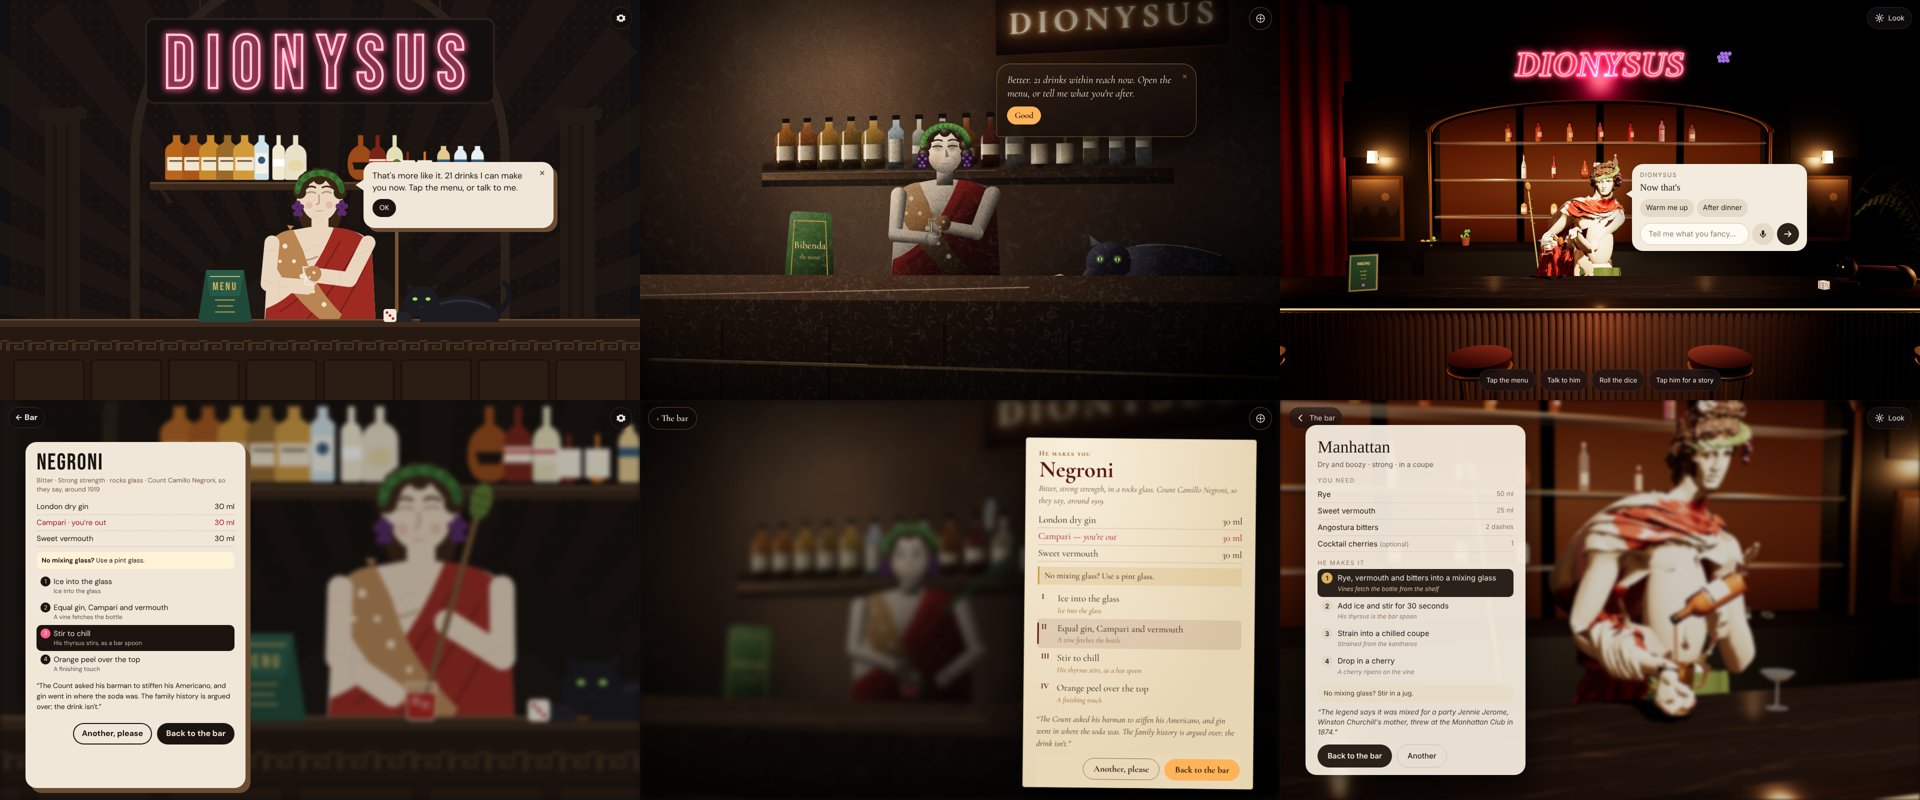 DIONYSUS
That's more like it. 21 drinks I can make
you now. Tap the menu, or talk to me.
OK
MENU
DIONYSUS
Better. 21 drinks within reach now. Open the
menu, or tell me what you're after.
Good
Bibenda
the menu
Look
DIONYSUS
DIONYSUS
Now that's
Warm me up
After dinner
Tell me what you fancy...
MENU
Tap the menu
Talk to him
Roll the dice
Tap him for a story
← Bar
NEGRONI
Bitter · Strong strength · rocks glass · Count Camillo Negroni, so
they say, around 1919
London dry gin 30 ml
Campari · you're out 30 ml
Sweet vermouth 30 ml
No mixing glass? Use a pint glass.
1 Ice into the glass
Ice into the glass
2 Equal gin, Campari and vermouth
A vine fetches the bottle
3 Stir to chill
His thyrsus stirs, as a bar spoon
4 Orange peel over the top
A finishing touch
"The Count asked his barman to stiffen his Americano, and
gin went in where the soda was. The family history is argued
over; the drink isn't."
Another, please
Back to the bar
MENU
‹ The bar
DIONYSUS
HE MAKES YOU
Negroni
Bitter, strong strength, in a rocks glass. Count Camillo Negroni, so
they say, around 1919.
London dry gin 30 ml
Campari — you're out 30 ml
Sweet vermouth 30 ml
No mixing glass? Use a pint glass.
I Ice into the glass
Ice into the glass
II Equal gin, Campari and vermouth
A vine fetches the bottle
III Stir to chill
His thyrsus stirs, as a bar spoon
IV Orange peel over the top
A finishing touch
"The Count asked his barman to stiffen his Americano, and gin
went in where the soda was. The family history is argued over; the
drink isn't."
Another, please
Back to the bar
The bar
Look
Manhattan
Dry and boozy · strong · in a coupe
YOU NEED
Rye 50 ml
Sweet vermouth 25 ml
Angostura bitters 2 dashes
Cocktail cherries (optional) 1
HE MAKES IT
1 Rye, vermouth and bitters into a mixing glass
Vines fetch the bottle from the shelf
2 Add ice and stir for 30 seconds
His thyrsus is the bar spoon
3 Strain into a chilled coupe
Strained from the kantharos
4 Drop in a cherry
A cherry ripens on the vine
No mixing glass? Stir in a jug.
"The legend says it was mixed for a party Jennie Jerome,
Winston Churchill's mother, threw at the Manhattan Club in
1874."
Back to the bar
Another